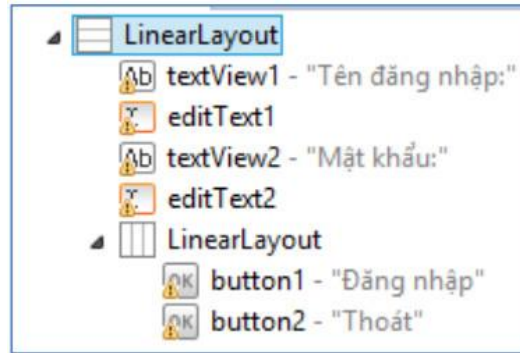 LinearLayout
textView1 - "Tên đăng nhập:"
editText1
textView2 - "Mật khẩu:"
editText2
LinearLayout
button1 - "Đăng nhập"
button2 - "Thoát"